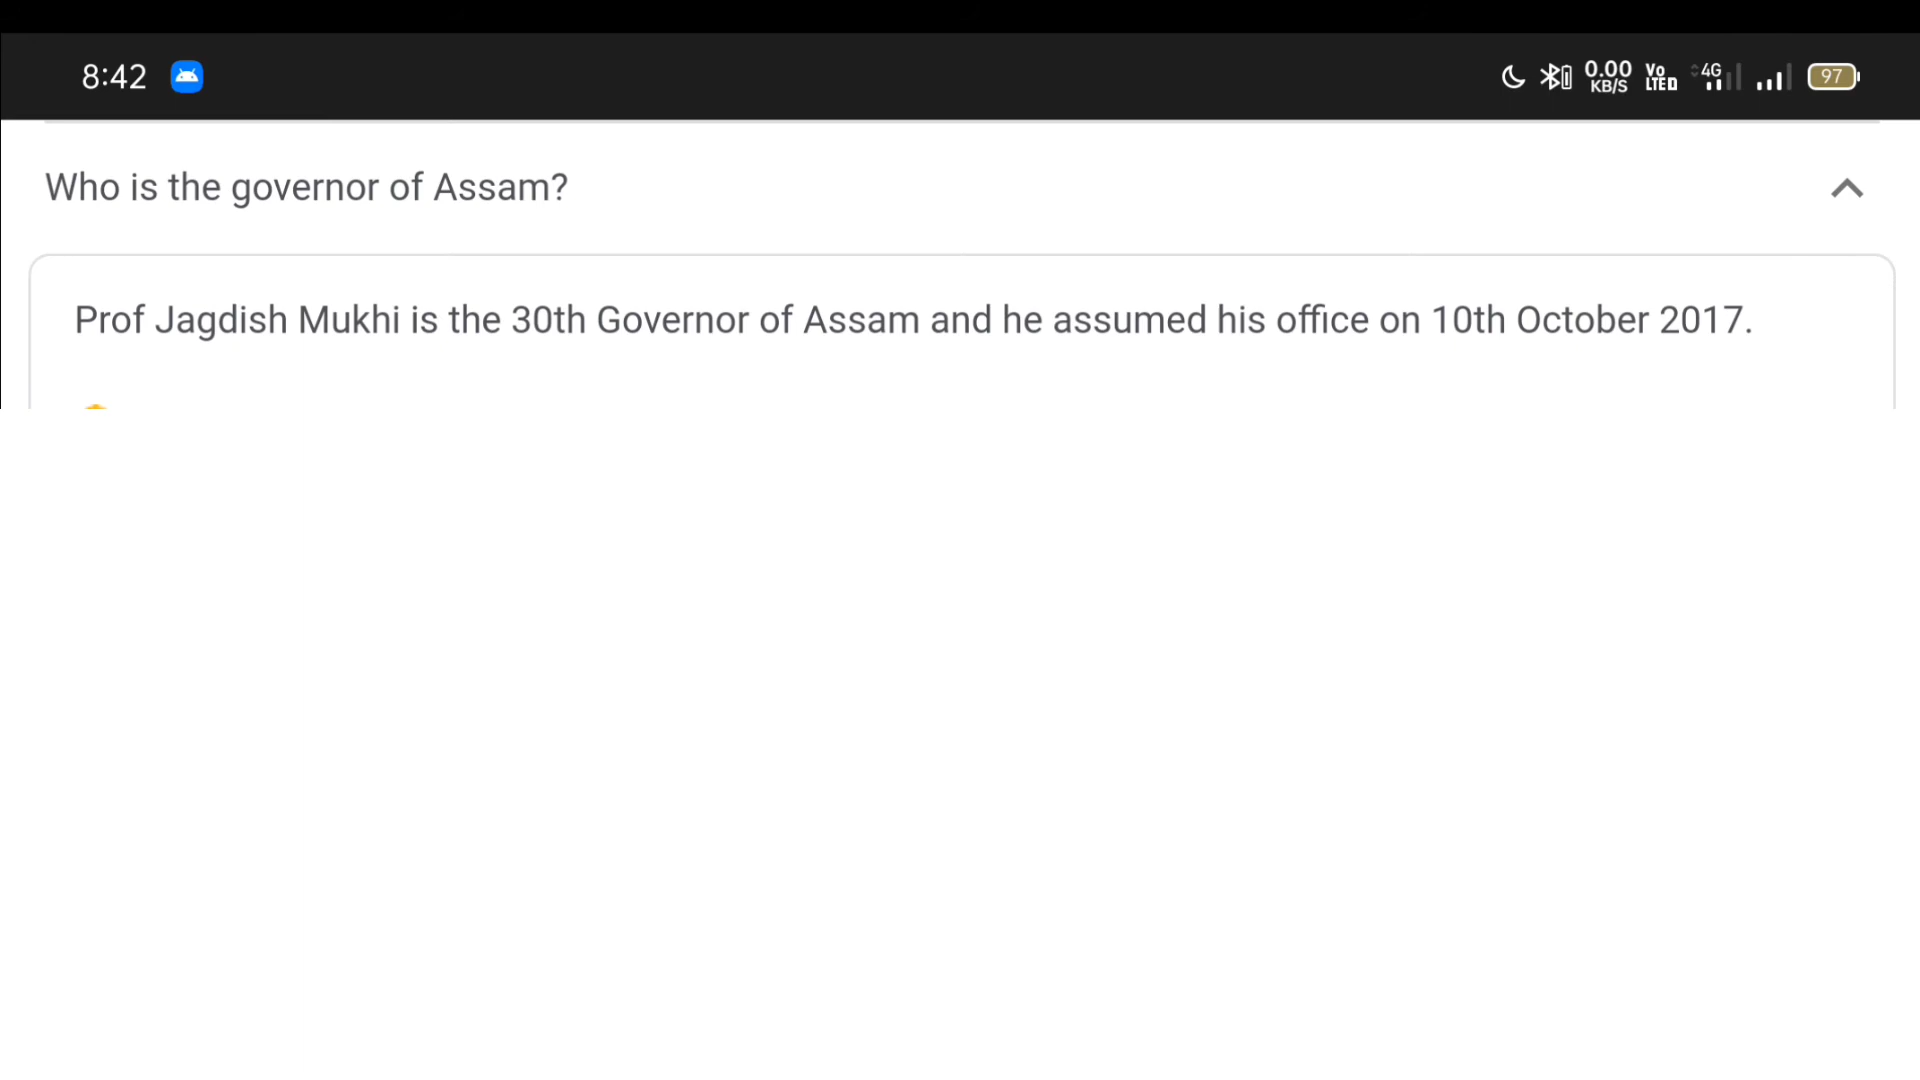 8:42
0.00
KB/S
Vo
LTE
4G
97
Who is the governor of Assam?
Prof Jagdish Mukhi is the 30th Governor of Assam and he assumed his office on 10th October 2017.